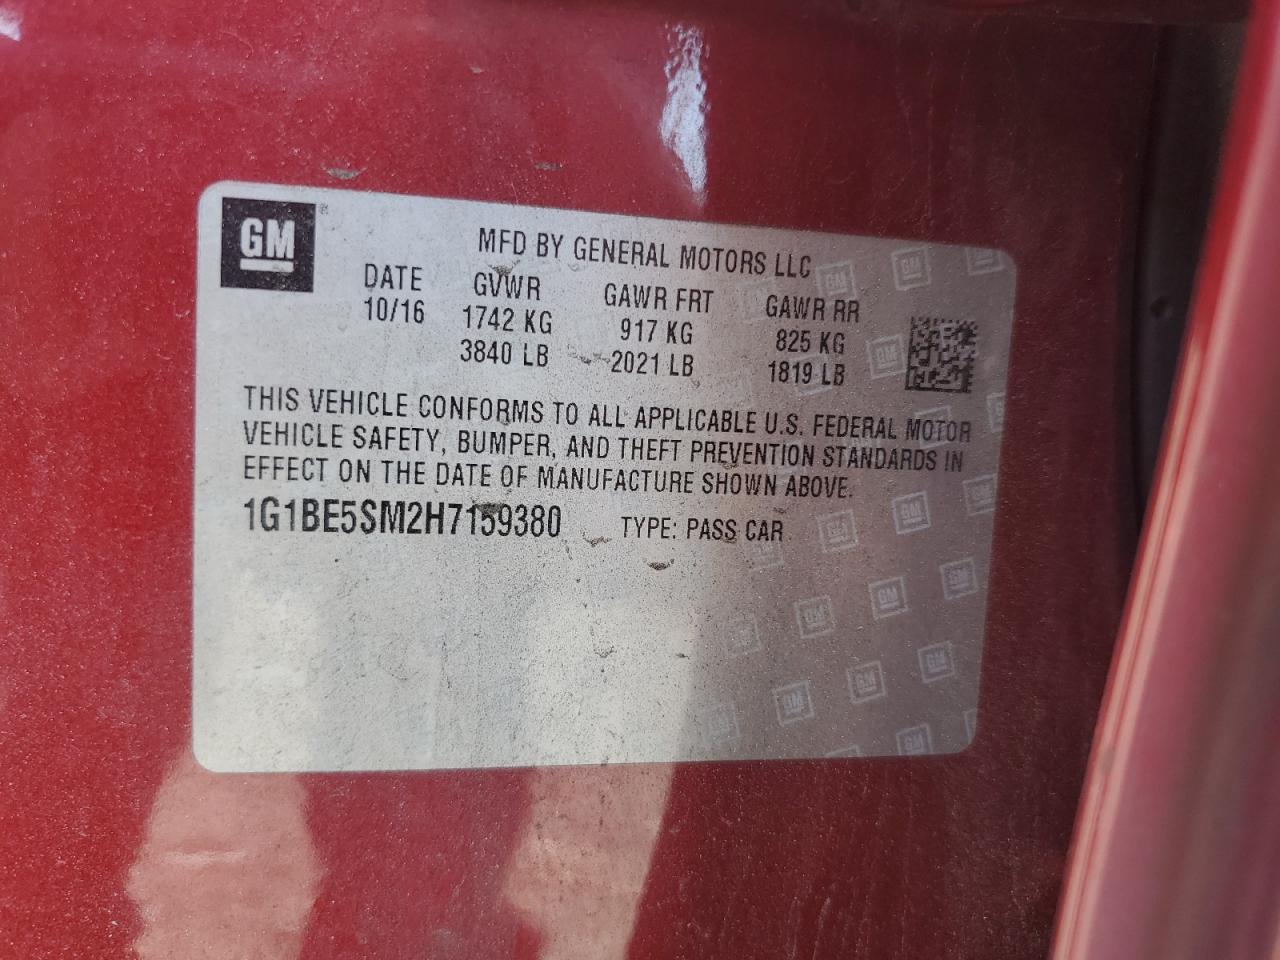 GM®
MFD BY GENERAL MOTORS LLC
DATE GVWR GAWR FRT GAWR RR
10/16 1742 KG 917 KG 825 KG
3840 LB 2021 LB 1819 LB
THIS VEHICLE CONFORMS TO ALL APPLICABLE U.S. FEDERAL MOTOR
VEHICLE SAFETY, BUMPER, AND THEFT PREVENTION STANDARDS IN
EFFECT ON THE DATE OF MANUFACTURE SHOWN ABOVE.
1G1BE5SM2H7159380 TYPE: PASS CAR